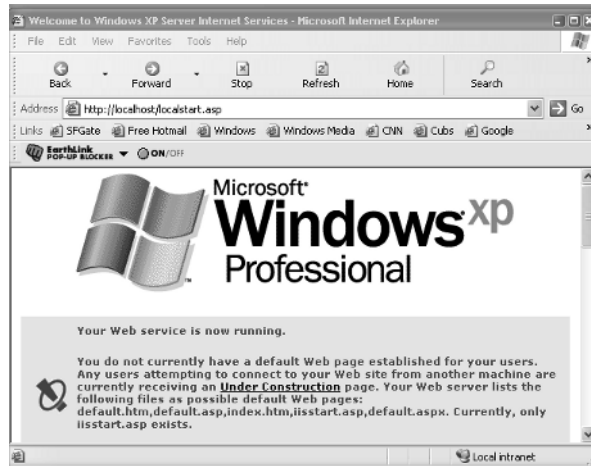 Welcome to Windows XP Server Internet Services - Microsoft Internet Explorer
File Edit View Favorites Tools Help
Back Forward Stop Refresh Home Search
Address http://localhost/localstart.asp Go
Links SFGate Free Hotmail Windows Windows Media CNN Cubs Google
EarthLink POP-UP BLOCKER ON/OFF
Microsoft
Windows xp
Professional
Your Web service is now running.
You do not currently have a default Web page established for your users.
Any users attempting to connect to your Web site from another machine are
currently receiving an Under Construction page. Your Web server lists the
following files as possible default Web pages:
default.htm,default.asp,index.htm,iisstart.asp,default.aspx. Currently, only
iisstart.asp exists.
Local intranet